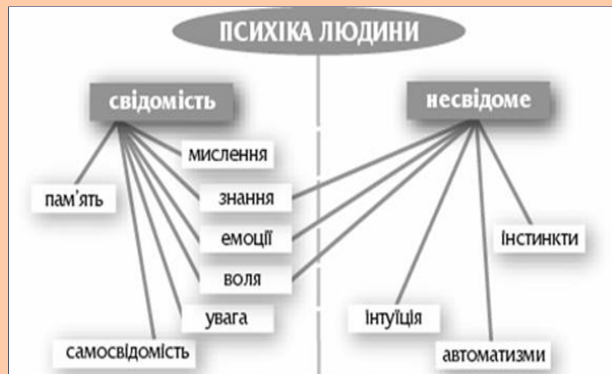 ПСИХІКА ЛЮДИНИ
свідомість
несвідоме
мислення
пам'ять
знання
емоції
інстинкти
воля
увага
інтуїція
самосвідомість
автоматизми